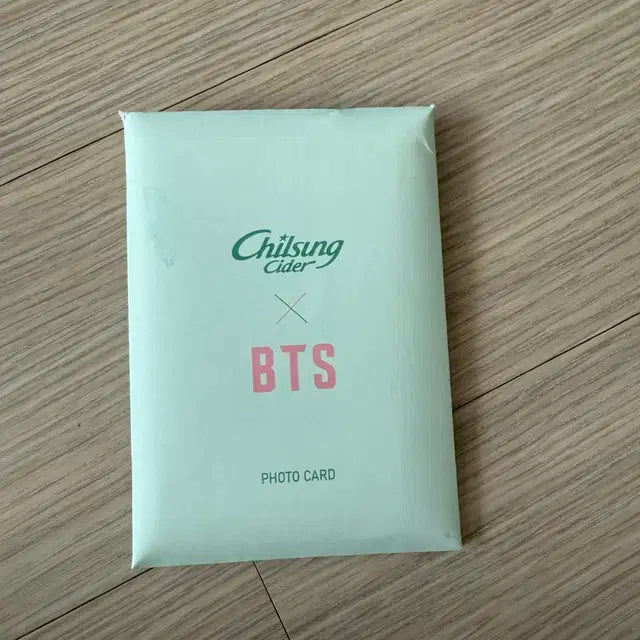 Chilsung
Cider
×
BTS
PHOTO CARD